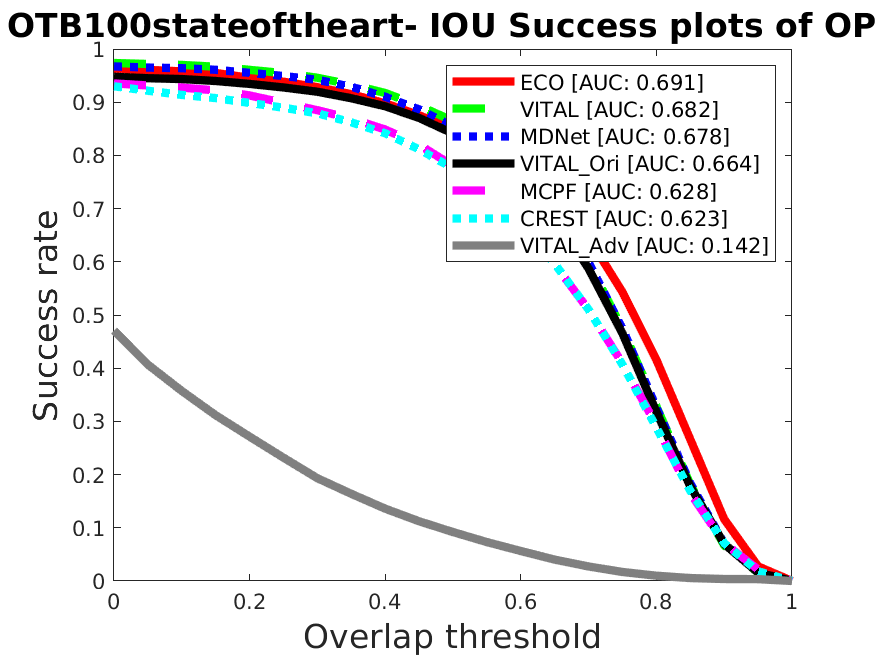 OTB100stateoftheart- IOU Success plots of OP
1
0.9
0.8
0.7
0.6
0.5
0.4
0.3
0.2
0.1
0
Success rate
ECO [AUC: 0.691]
VITAL [AUC: 0.682]
MDNet [AUC: 0.678]
VITAL_Ori [AUC: 0.664]
MCPF [AUC: 0.628]
CREST [AUC: 0.623]
VITAL_Adv [AUC: 0.142]
0 0.2 0.4 0.6 0.8 1
Overlap threshold